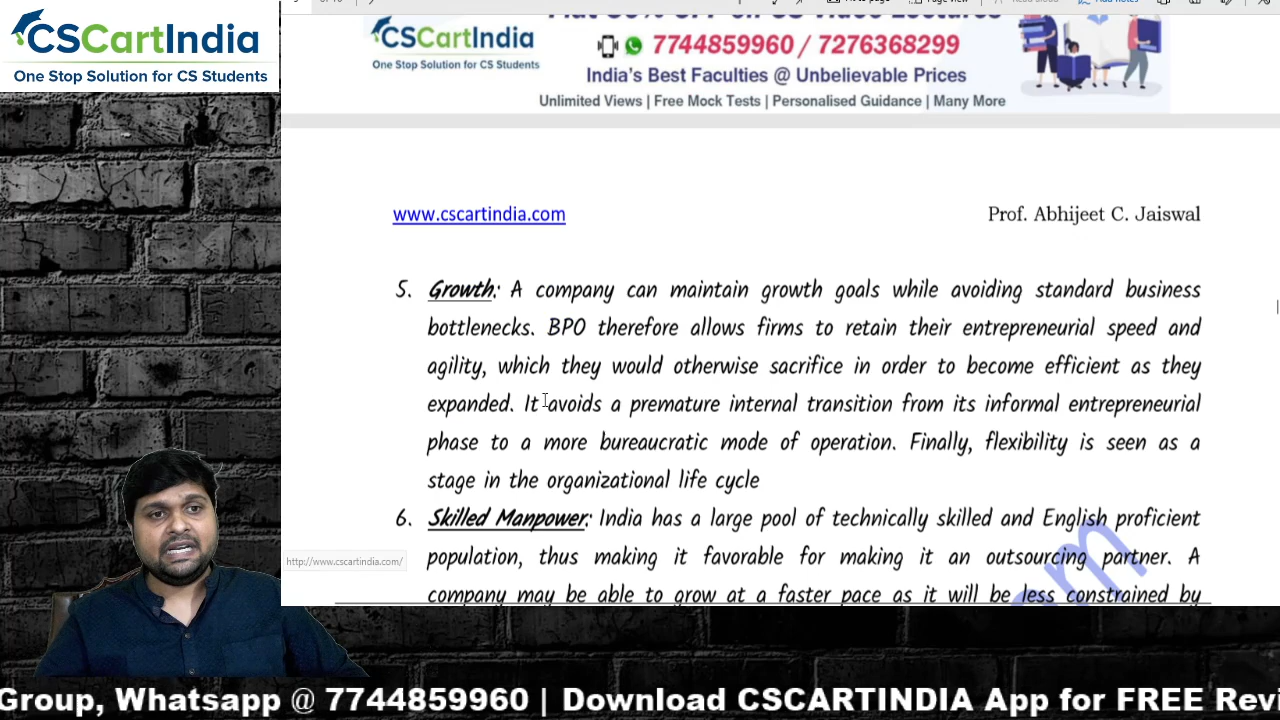 CSCartIndia
One Stop Solution for CS Students
CSCartIndia
One Stop Solution for CS Students
7744859960 / 7276368299
India's Best Faculties @ Unbelievable Prices
Unlimited Views | Free Mock Tests | Personalised Guidance | Many More
www.cscartindia.com
Prof. Abhijeet C. Jaiswal
5. Growth: A company can maintain growth goals while avoiding standard business
bottlenecks. BPO therefore allows firms to retain their entrepreneurial speed and
agility, which they would otherwise sacrifice in order to become efficient as they
expanded. It avoids a premature internal transition from its informal entrepreneurial
phase to a more bureaucratic mode of operation. Finally, flexibility is seen as a
stage in the organizational life cycle
6. Skilled Manpower: India has a large pool of technically skilled and English proficient
population, thus making it favorable for making it an outsourcing partner. A
company may be able to grow at a faster pace as it will be less constrained by
http://www.cscartindia.com/
Group, Whatsapp @ 7744859960 | Download CSCARTINDIA App for FREE Revi